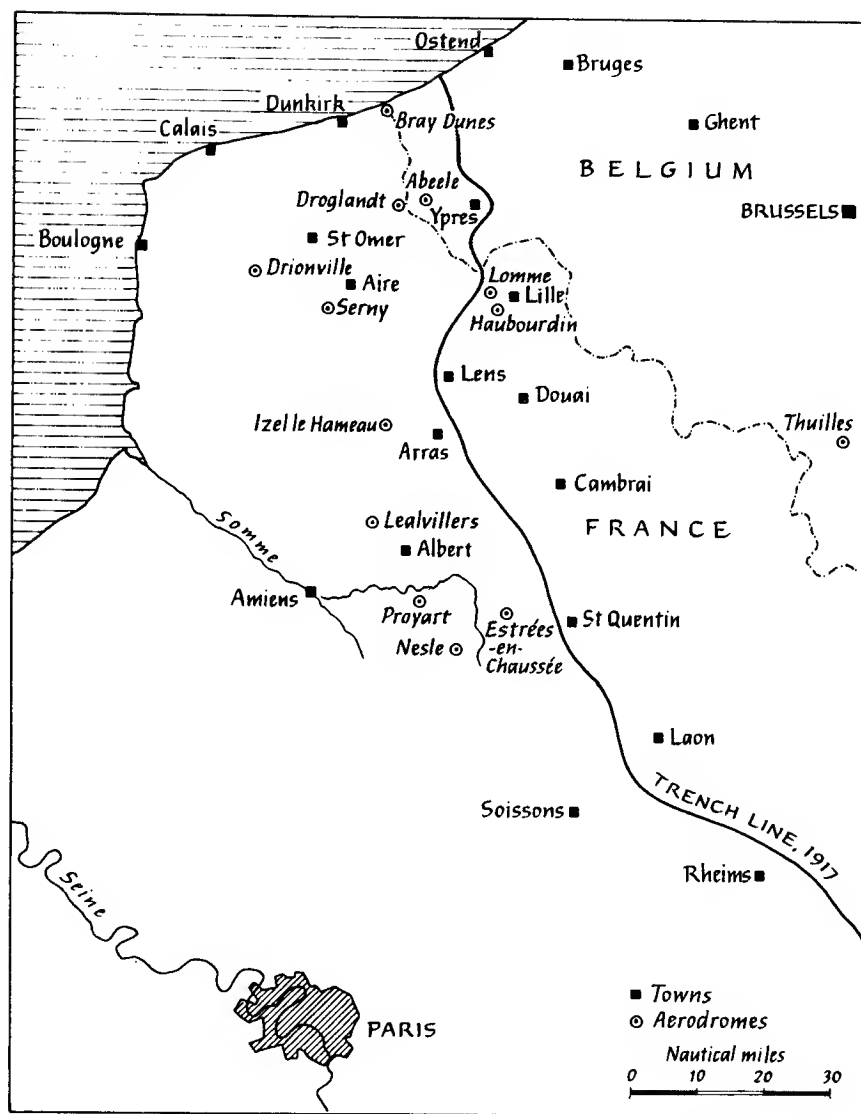 Ostend
Bruges
Dunkirk
Bray Dunes
Ghent
Calais
BELGIUM
Abeele
Droglandt
Ypres
BRUSSELS
Boulogne
St Omer
Drionville
Lomme
Aire
Lille
Serny
Haubourdin
Lens
Douai
Izel le Hameau
Thuilles
Arras
Cambrai
Somme
Lealvillers
FRANCE
Albert
Amiens
Proyart
Estrées
-en-
Chaussée
St Quentin
Nesle
Laon
TRENCH LINE, 1917
Soissons
Rheims
Seine
PARIS
Towns
Aerodromes
Nautical miles
0 10 20 30